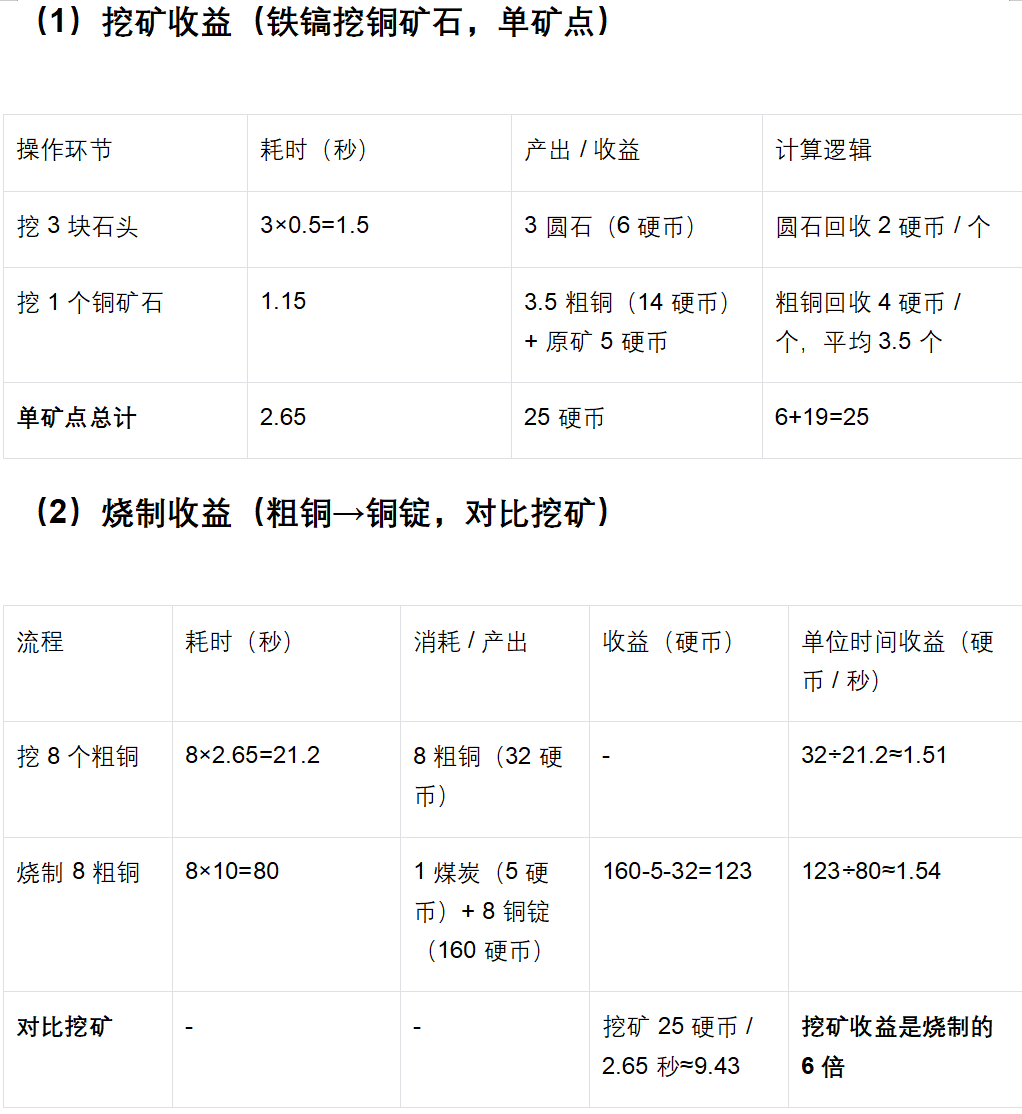 （1）挖矿收益（铁镐挖铜矿石，单矿点）
操作环节 耗时（秒） 产出 / 收益 计算逻辑
挖 3 块石头 3×0.5=1.5 3 圆石（6 硬币） 圆石回收 2 硬币 / 个
挖 1 个铜矿石 1.15 3.5 粗铜（14 硬币） 粗铜回收 4 硬币 /
+ 原矿 5 硬币 个，平均 3.5 个
单矿点总计 2.65 25 硬币 6+19=25
（2）烧制收益（粗铜→铜锭，对比挖矿）
流程 耗时（秒） 消耗 / 产出 收益（硬币） 单位时间收益（硬
币 / 秒）
挖 8 个粗铜 8×2.65=21.2 8 粗铜（32 硬 - 32÷21.2≈1.51
币）
烧制 8 粗铜 8×10=80 1 煤炭（5 硬 160-5-32=123 123÷80≈1.54
币）+ 8 铜锭
（160 硬币）
对比挖矿 - - 挖矿 25 硬币 / 挖矿收益是烧制的
2.65 秒≈9.43 6 倍